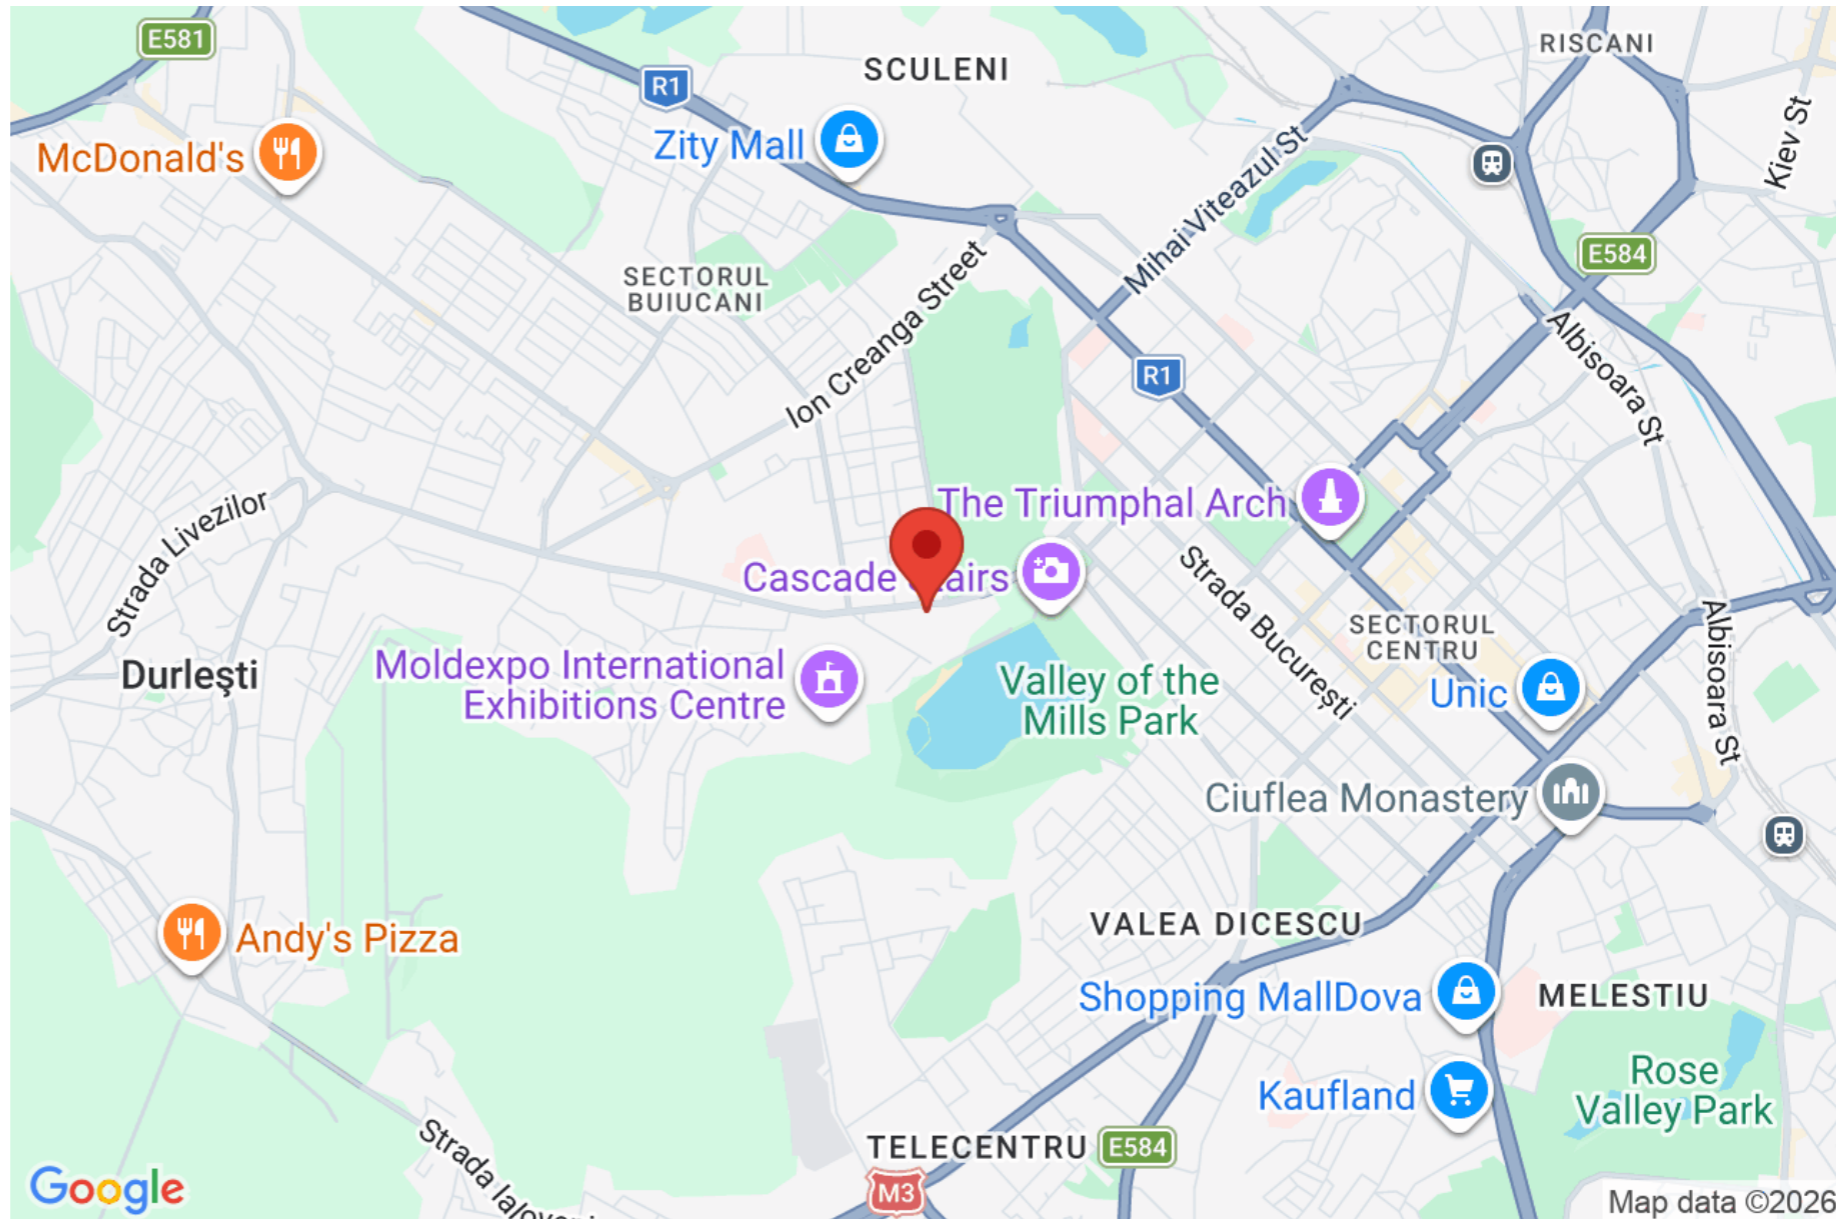 E581
RISCANI
SCULENI
R1
Kiev St
Zity Mall
McDonald's
Mihai Viteazul St
E584
SECTORUL
BUIUCANI
Ion Creanga Street
Albisoara St
R1
The Triumphal Arch
Strada Livezilor
Cascade
airs
Strada București
Albisoara St
SECTORUL
CENTRU
Durleşti
Moldexpo International
Exhibitions Centre
Valley of the
Mills Park
Unic
Ciuflea Monastery
VALEA DICESCU
Andy's Pizza
Shopping MallDova
MELESTIU
Kaufland
Rose
Valley Park
Strada
TELECENTRU
E584
M3
Google
Map data ©2026